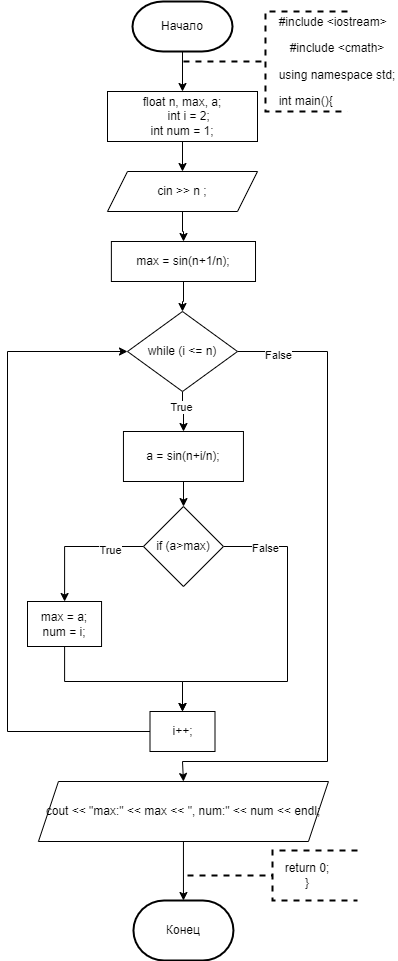 Начало
#include <iostream>
#include <cmath>
using namespace std;
int main(){
float n, max, a;
int i = 2;
int num = 1;
cin >> n ;
max = sin(n+1/n);
while (i <= n)
False
True
a = sin(n+i/n);
if (a>max)
True
False
max = a;
num = i;
i++;
cout << "max:" << max << ", num:" << num << endl;
return 0;
}
Конец